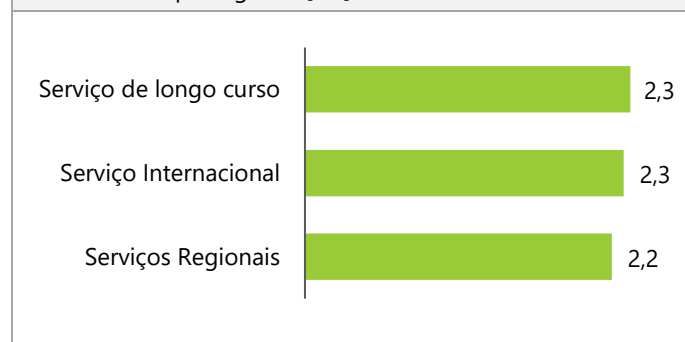 Serviço de longo curso 2,3
Serviço Internacional 2,3
Serviços Regionais 2,2